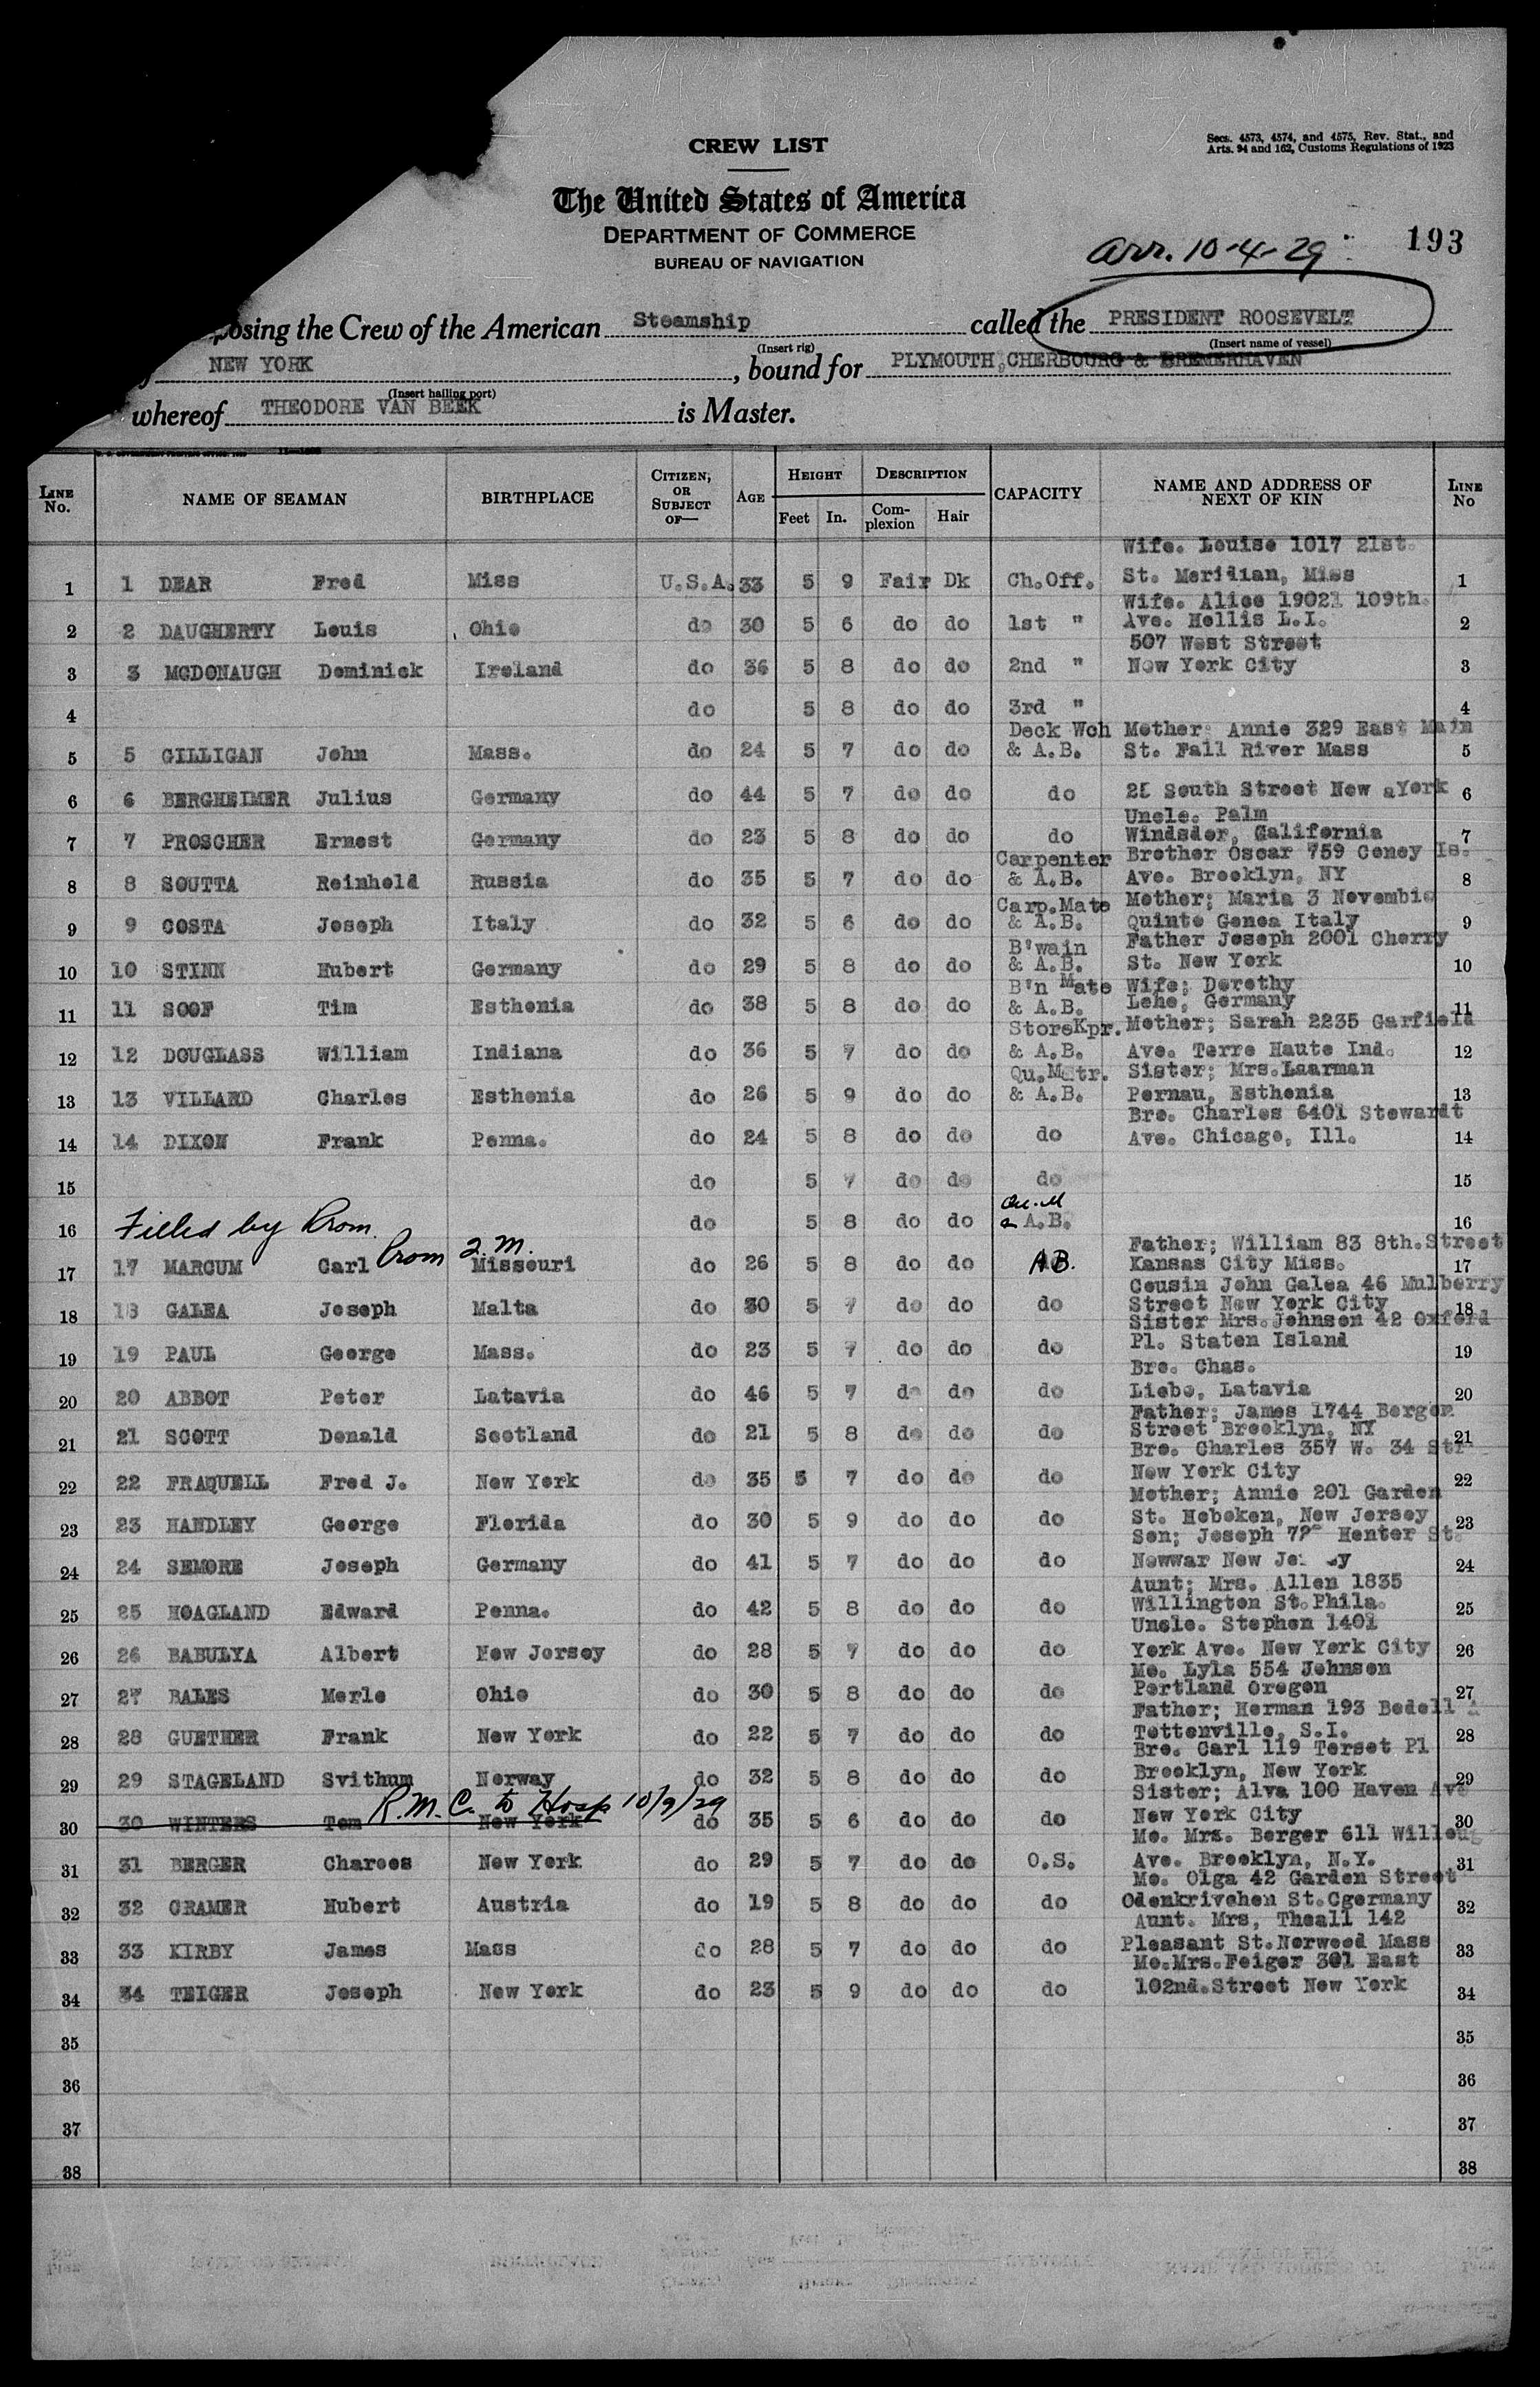 CREW LIST
Secs. 4573, 4574, and 4575, Rev. Stat., and
Arts. 94 and 162, Customs Regulations of 1923
The United States of America
DEPARTMENT OF COMMERCE
BUREAU OF NAVIGATION
arr. 10-4-29
193
posing the Crew of the American Steamship called the PRESIDENT ROOSEVELT
(Insert rig) (Insert name of vessel)
NEW YORK , bound for PLYMOUTH, CHERBOURG & BREMERHAVEN
(Insert hailing port)
whereof THEODORE VAN BEEK is Master.
LINE No. NAME OF SEAMAN BIRTHPLACE CITIZEN, OR SUBJECT OF— AGE HEIGHT Feet In. DESCRIPTION Complexion Hair CAPACITY NAME AND ADDRESS OF NEXT OF KIN LINE No
Wife. Louise 1017 21st.
1 1 DEAR Fred Miss U.S.A. 33 5 9 Fair Dk Ch.Off. St. Meridian, Miss 1
Wife. Alice 19021 109th.
2 2 DAUGHERTY Louis Ohio do 30 5 6 do do 1st " Ave. Hollis L.I. 2
507 West Street
3 3 MCDONAUGH Dominick Ireland do 36 5 8 do do 2nd " New York City 3
4 do 5 8 do do 3rd " 4
Deck Wch Mother; Annie 329 East Main
5 5 GILLIGAN John Mass. do 24 5 7 do do & A.B. St. Fall River Mass 5
6 6 BERGHEIMER Julius Germany do 44 5 7 do do do South Street New York 6
Uncle. Palm
7 7 PROSCHER Ernest Germany do 23 5 8 do do do Windsdor, California 7
Carpenter Brother Oscar 759 Coney Is.
8 8 SOUTTA Reinhold Russia do 35 5 7 do do & A.B. Ave. Brooklyn, NY 8
Carp.Mate Mother; Maria 3 Novembio
9 9 COSTA Joseph Italy do 32 5 6 do do & A.B. Quinto Genoa Italy 9
B'wain Father Joseph 2001 Cherry
10 10 STINN Hubert Germany do 29 5 8 do do & A.B. St. New York 10
B'n Mate Wife; Dorothy
11 11 SOOF Tim Esthonia do 38 5 8 do do & A.B. Lehe, Germany 11
StoreKpr. Mother; Sarah 2235 Garfield
12 12 DOUGLASS William Indiana do 36 5 7 do do & A.B. Ave. Terre Haute Ind. 12
Qu.Matr. Sister; Mrs.Laarman
13 13 VILLARD Charles Esthonia do 26 5 9 do do & A.B. Pernau, Esthonia 13
Bro. Charles 6401 Stewardt
14 14 DIXON Frank Penna. do 24 5 8 do do do Ave. Chicago, Ill. 14
15 do 5 7 do do do 15
Qu.M
16 Filled by Prom. do 5 8 do do & A.B. 16
Prom Q.M. Father; William 83 8th.Street
17 17 MARCUM Carl Missouri do 26 5 8 do do AB. Kansas City Miss. 17
Cousin John Galea 46 Mulberry
18 18 GALEA Joseph Malta do 30 5 7 do do do Street New York City 18
Sister Mrs.Johnson 42 Oxford
19 19 PAUL George Mass. do 23 5 7 do do do Pl. Staten Island 19
Bro. Chas.
20 20 ABBOT Peter Latavia do 46 5 7 do do do Liebo, Latavia 20
Father; James 1744 Bergen
21 21 SCOTT Donald Scotland do 21 5 8 do do do Street Brooklyn, NY 21
Bro. Charles 357 W. 34 Str
22 22 FRAQUELL Fred J. New York do 35 5 7 do do do New York City 22
Mother; Annie 201 Garden
23 23 HANDLEY George Florida do 30 5 9 do do do St. Hoboken, New Jersey 23
Son; Joseph Hunter St
24 24 SEMORE Joseph Germany do 41 5 7 do do do Newwar New 24
Aunt; Mrs. Allen 1835
25 25 HOAGLAND Edward Penna. do 42 5 8 do do do Willington St.Phila. 25
Uncle. Stephen 1401
26 26 BABULYA Albert New Jersey do 28 5 7 do do do York Ave. New York City 26
Mo. Lyla 554 Johnson
27 27 BALES Merle Ohio do 30 5 8 do do do Portland Oregon 27
Father; Herman 193 Bedell
28 28 GUETHER Frank New York do 22 5 7 do do do Tottenville, S.I. 28
Bro. Carl 119 Terset Pl
29 29 STAGELAND Svithum Norway do 32 5 8 do do do Brooklyn, New York 29
R.M.C. to Hosp 10/9/29 Sister; Alva 100 Haven Ave
30 30 WINTERS Tom New York do 35 5 6 do do do New York City 30
Mo. Mrs. Berger 611 Willoug
31 31 BERGER Charoes New York do 29 5 7 do do O.S. Ave. Brooklyn, N.Y. 31
Mo. Olga 42 Garden Street
32 32 CRAMER Hubert Austria do 19 5 8 do do do Odenkrivehen St.Cgermany 32
Aunt. Mrs, Theall 142
33 33 KIRBY James Mass do 28 5 7 do do do Pleasant St.Norwood Mass 33
Mo.Mrs.Feiger 301 East
34 34 TEIGER Joseph New York do 23 5 9 do do do 102nd.Street New York 34
35 35
36 36
37 37
38 38